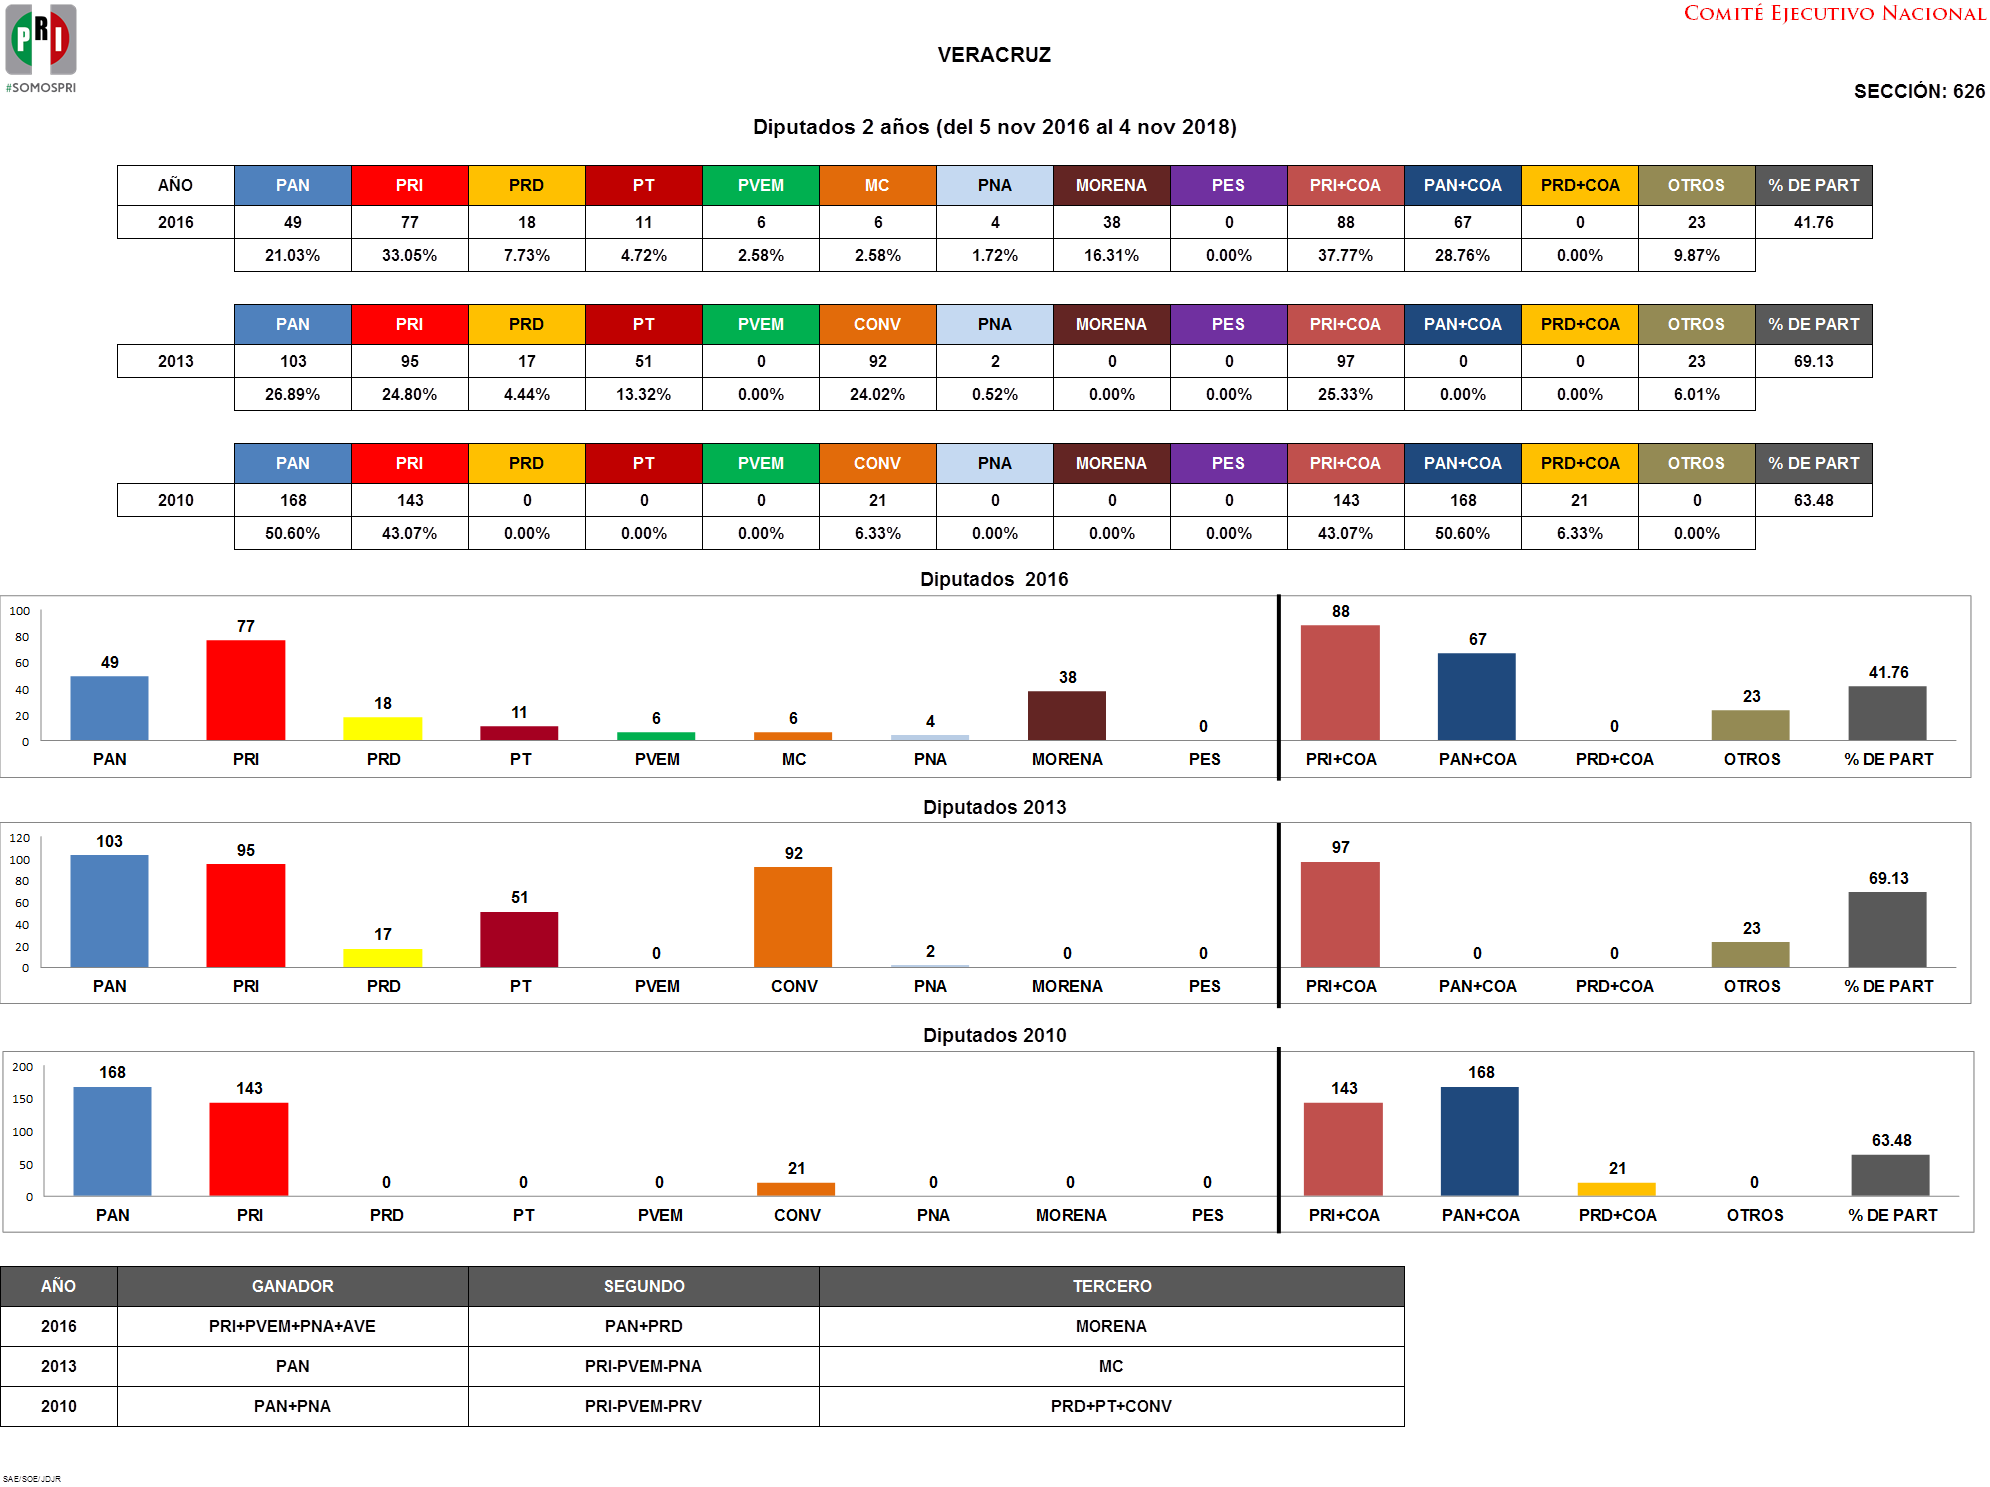 PRI
#SOMOSPRI
Comité Ejecutivo Nacional
VERACRUZ
SECCIÓN: 626
Diputados 2 años (del 5 nov 2016 al 4 nov 2018)
AÑO PAN PRI PRD PT PVEM MC PNA MORENA PES PRI+COA PAN+COA PRD+COA OTROS % DE PART
2016 49 77 18 11 6 6 4 38 0 88 67 0 23 41.76
21.03% 33.05% 7.73% 4.72% 2.58% 2.58% 1.72% 16.31% 0.00% 37.77% 28.76% 0.00% 9.87%
PAN PRI PRD PT PVEM CONV PNA MORENA PES PRI+COA PAN+COA PRD+COA OTROS % DE PART
2013 103 95 17 51 0 92 2 0 0 97 0 0 23 69.13
26.89% 24.80% 4.44% 13.32% 0.00% 24.02% 0.52% 0.00% 0.00% 25.33% 0.00% 0.00% 6.01%
PAN PRI PRD PT PVEM CONV PNA MORENA PES PRI+COA PAN+COA PRD+COA OTROS % DE PART
2010 168 143 0 0 0 21 0 0 0 143 168 21 0 63.48
50.60% 43.07% 0.00% 0.00% 0.00% 6.33% 0.00% 0.00% 0.00% 43.07% 50.60% 6.33% 0.00%
Diputados 2016
100
80
60
40
20
0
49 77 18 11 6 6 4 38 0 88 67 0 23 41.76
PAN PRI PRD PT PVEM MC PNA MORENA PES PRI+COA PAN+COA PRD+COA OTROS % DE PART
Diputados 2013
120
100
80
60
40
20
0
103 95 17 51 0 92 2 0 0 97 0 0 23 69.13
PAN PRI PRD PT PVEM CONV PNA MORENA PES PRI+COA PAN+COA PRD+COA OTROS % DE PART
Diputados 2010
200
150
100
50
0
168 143 0 0 0 21 0 0 0 143 168 21 0 63.48
PAN PRI PRD PT PVEM CONV PNA MORENA PES PRI+COA PAN+COA PRD+COA OTROS % DE PART
AÑO GANADOR SEGUNDO TERCERO
2016 PRI+PVEM+PNA+AVE PAN+PRD MORENA
2013 PAN PRI-PVEM-PNA MC
2010 PAN+PNA PRI-PVEM-PRV PRD+PT+CONV
SAE/SOE/JDJR